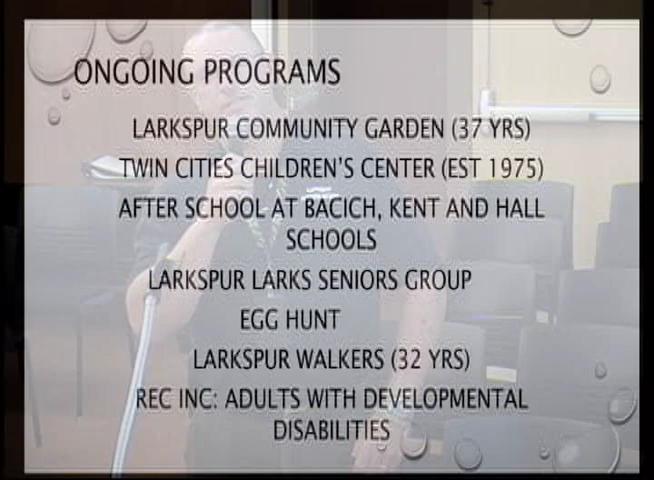 ONGOING PROGRAMS
LARKSPUR COMMUNITY GARDEN (37 YRS)
TWIN CITIES CHILDREN'S CENTER (EST 1975)
AFTER SCHOOL AT BACICH, KENT AND HALL
SCHOOLS
LARKSPUR LARKS SENIORS GROUP
EGG HUNT
LARKSPUR WALKERS (32 YRS)
REC INC: ADULTS WITH DEVELOPMENTAL
DISABILITIES